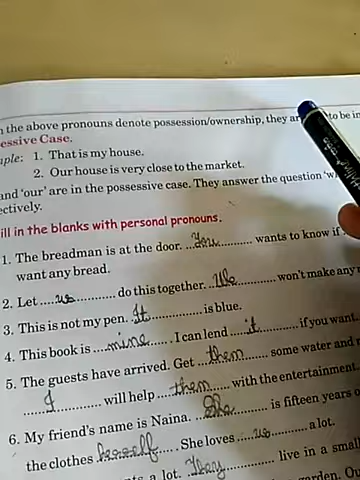 n the above pronouns denote possession/ownership, they ar to be in
essive Case.
ple: 1. That is my house.
2. Our house is very close to the market.
and 'our' are in the possessive case. They answer the question 'w
ectively.
ill in the blanks with personal pronouns.
1. The breadman is at the door. ..You.......... wants to know if
want any bread.
2. Let ....us.......... do this together. ..We.......... won't make any
3. This is not my pen. It............... is blue.
4. This book is ....mine.... . I can lend ....it.......... if you want.
5. The guests have arrived. Get ...them........ some water and
....I.......... will help ...them....... with the entertainment.
6. My friend's name is Naina. ..She.......... is fifteen years o
the clothes herself..... She loves ....us.......... a lot.
ts a lot. ..They.......... live in a small
garden. Ou